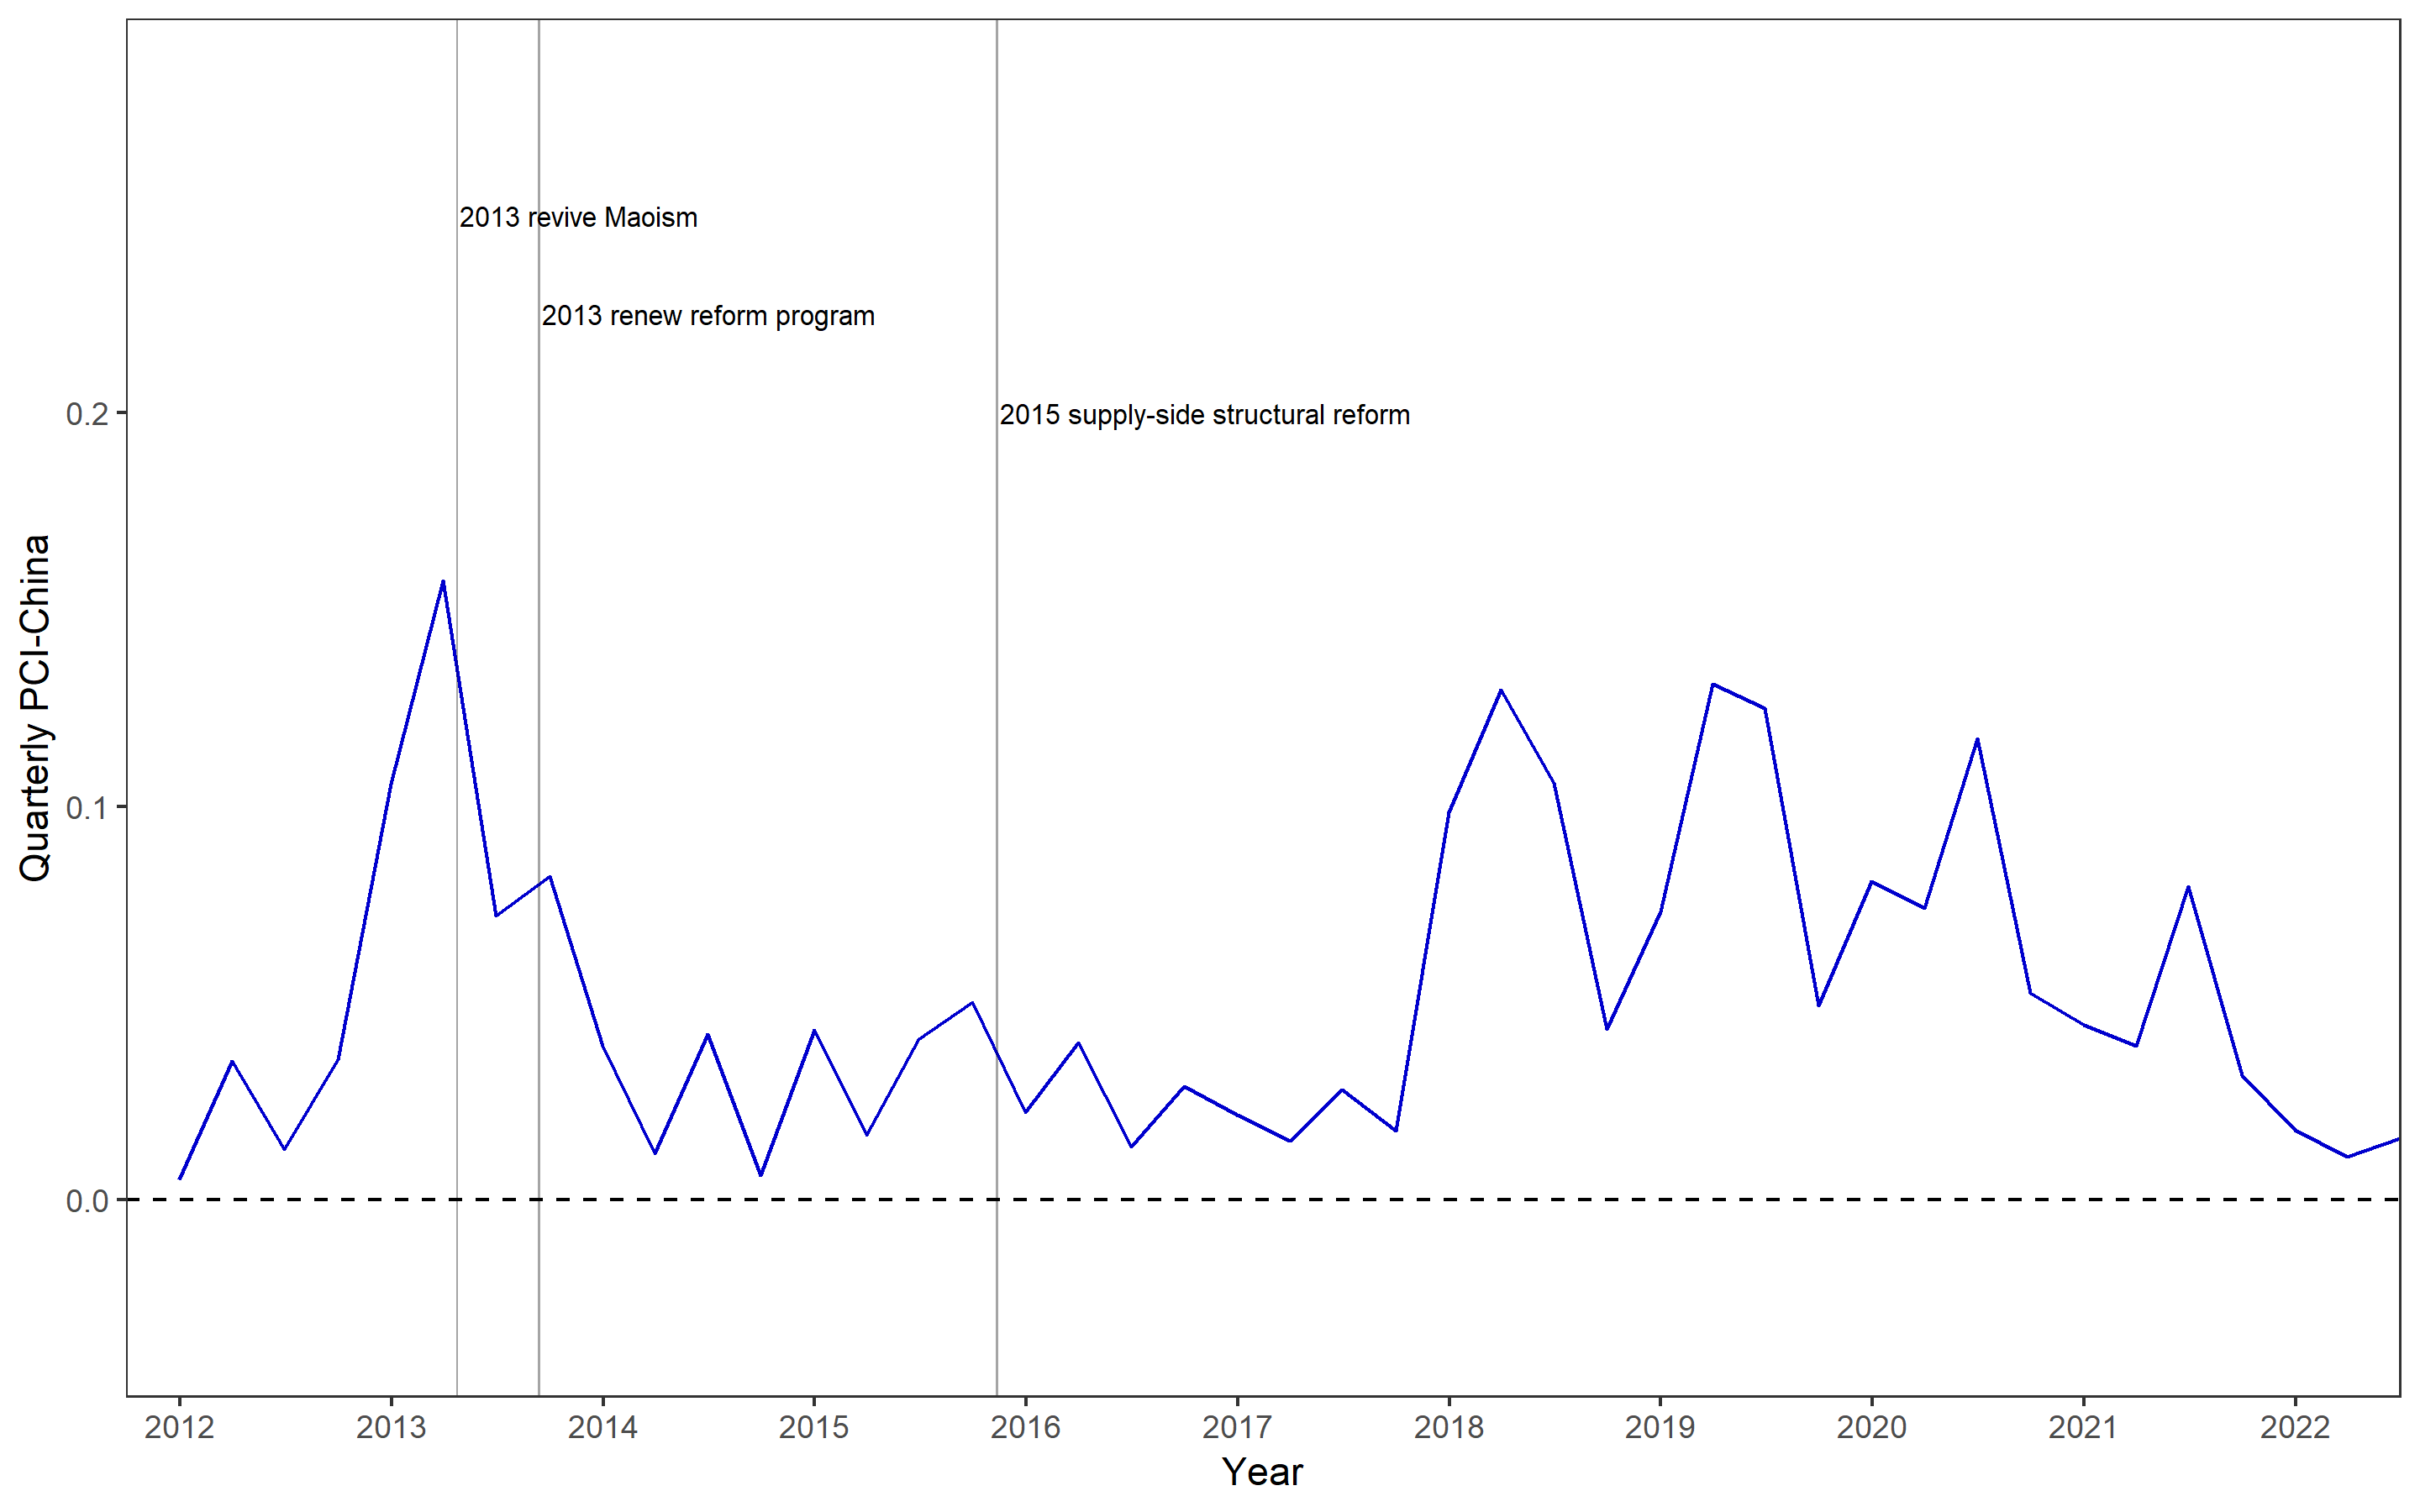 2013 revive Maoism
2013 renew reform program
2015 supply-side structural reform
Quarterly PCI-China
0.2
0.1
0.0
2012 2013 2014 2015 2016 2017 2018 2019 2020 2021 2022
Year